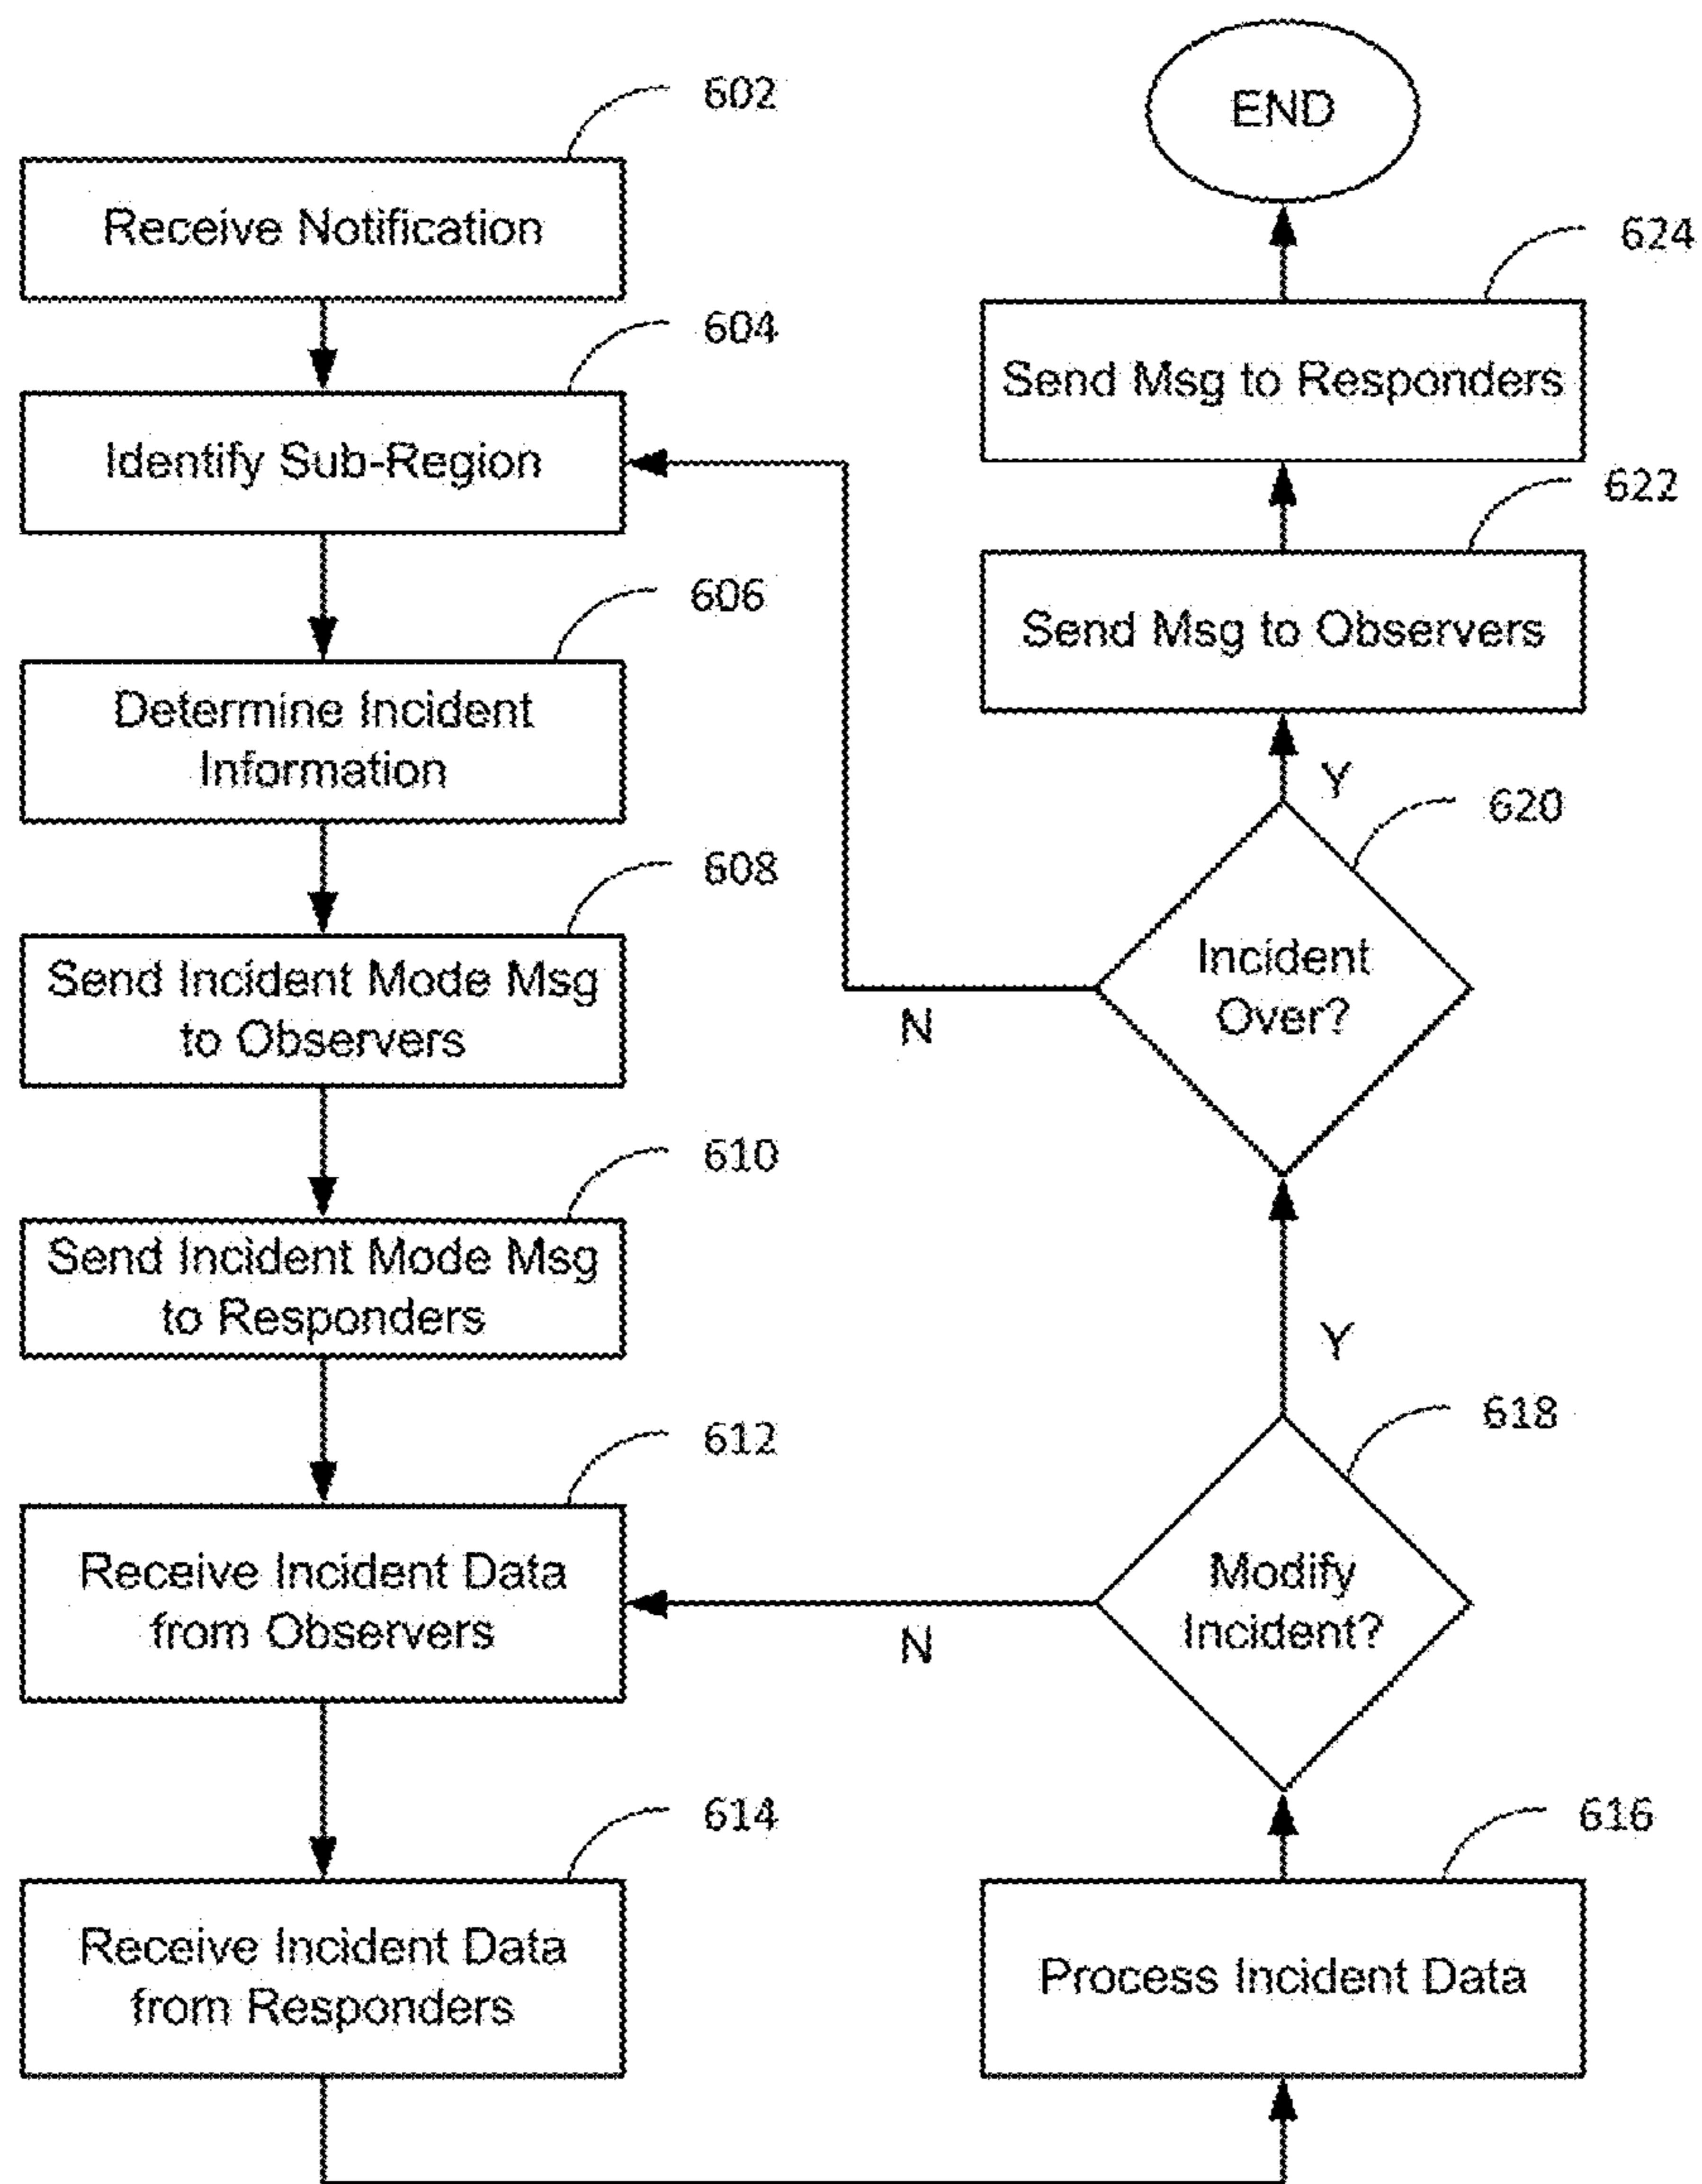 602
Receive Notification
604
Identify Sub-Region
606
Determine Incident
Information
608
Send Incident Mode Msg
to Observers
610
Send Incident Mode Msg
to Responders
612
Receive Incident Data
from Observers
614
Receive Incident Data
from Responders
616
Process Incident Data
618
Modify
Incident?
N
Y
620
Incident
Over?
N
Y
622
Send Msg to Observers
624
Send Msg to Responders
END